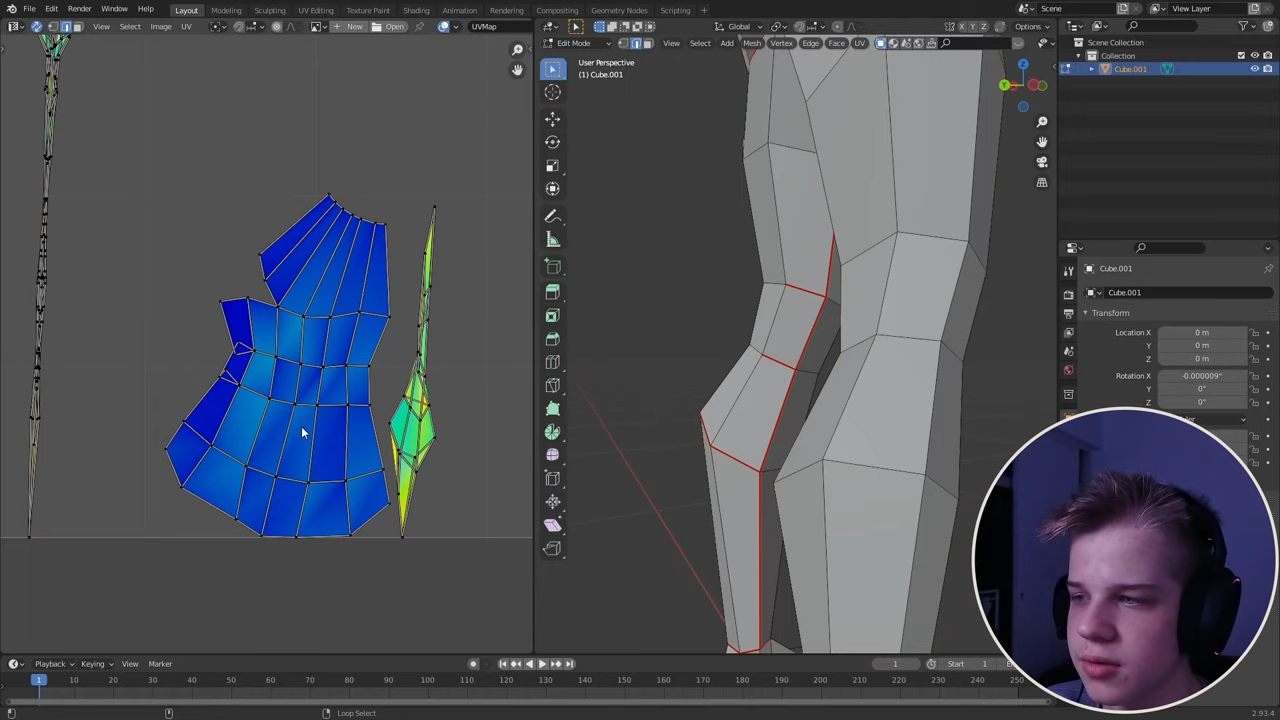 File Edit Render Window Help Layout Modeling Sculpting UV Editing Texture Paint Shading Animation Rendering Compositing Geometry Nodes Scripting Scene View Layer
View Select Image UV New Open UVMap Global Options
Edit Mode View Select Add Mesh Vertex Edge Face UV
X Y Z
User Perspective
(1) Cube.001
Scene Collection
Collection
Cube.001
Cube.001
Cube.001
Transform
Location X 0 m
Y 0 m
Z 0 m
Rotation X -0.000009°
Y 0°
Z 0°
Playback Keying View Marker 1 Start 1
1 10 20 30 40 50 60 70 80 90 100 110 120 130 140 150 160 170 180 190 200 210 220 230 240 250
Loop Select 2.93.4